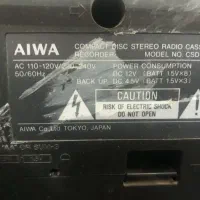 AIWA
COMPACT DISC STEREO RADIO CASS
RECORDER
MODEL NO. CSD
AC 110-120V/220-240V
50/60Hz
POWER CONSUMPTION
DC 12V (BATT 1.5V×8)
BACK UP: DC 4.5V (BATT 1.5V×3)
CAUTION
RISK OF ELECTRIC SHOCK
DO NOT OPEN
AIWA Co.,Ltd. TOKYO, JAPAN